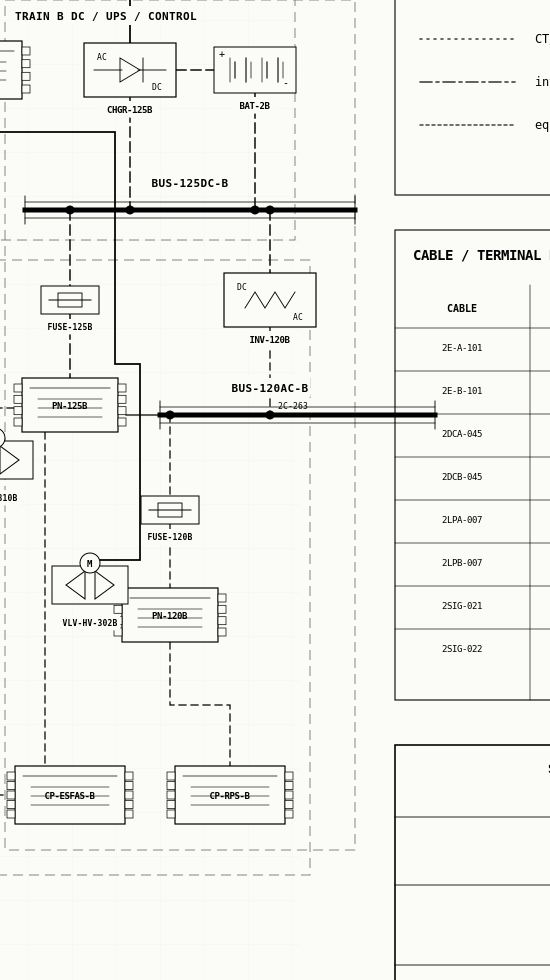 TRAIN B DC / UPS / CONTROL
AC
DC
CHGR-125B
+
-
BAT-2B
BUS-125DC-B
FUSE-125B
DC
AC
INV-120B
PN-125B
BUS-120AC-B
2C-263
310B
FUSE-120B
M
VLV-HV-302B
PN-120B
CP-ESFAS-B
CP-RPS-B
CT
in
eq
CABLE / TERMINAL
CABLE
2E-A-101
2E-B-101
2DCA-045
2DCB-045
2LPA-007
2LPB-007
2SIG-021
2SIG-022